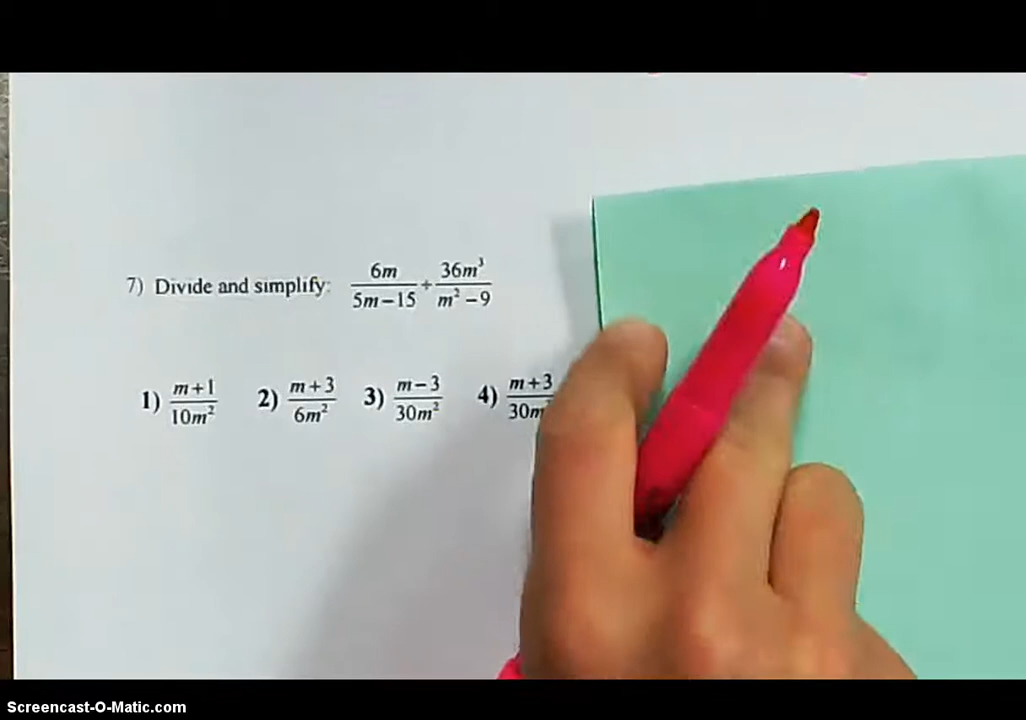 7) Divide and simplify: 6m/(5m-15) ÷ 36m³/(m²-9)
1) (m+1)/10m² 2) (m+3)/6m² 3) (m-3)/30m² 4) (m+3)/30m
Screencast-O-Matic.com